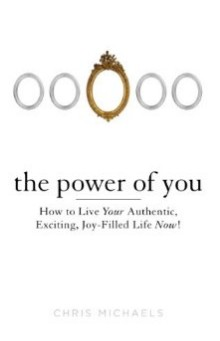 the power of you
How to Live Your Authentic,
Exciting, Joy-Filled Life Now!
CHRIS MICHAELS